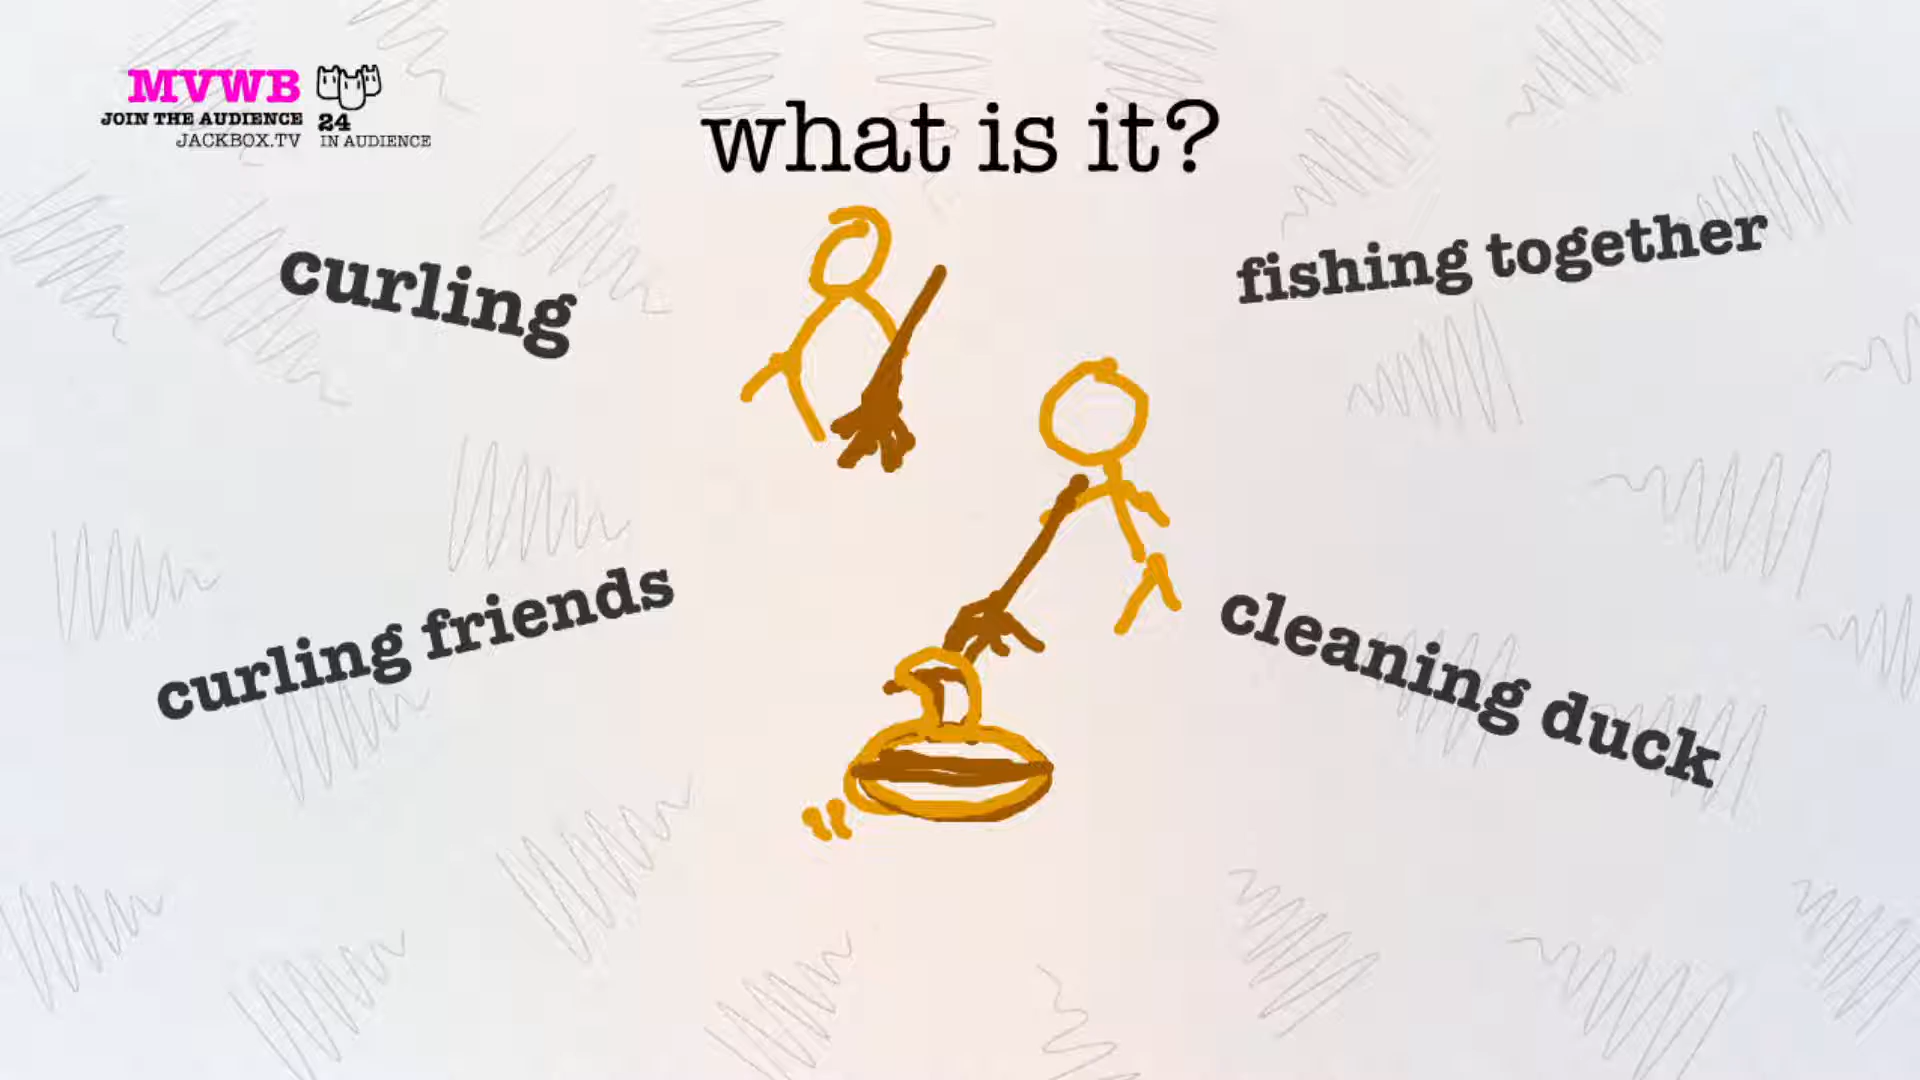 MVWB
JOIN THE AUDIENCE
JACKBOX.TV
24
IN AUDIENCE
what is it?
curling
fishing together
curling friends
cleaning duck